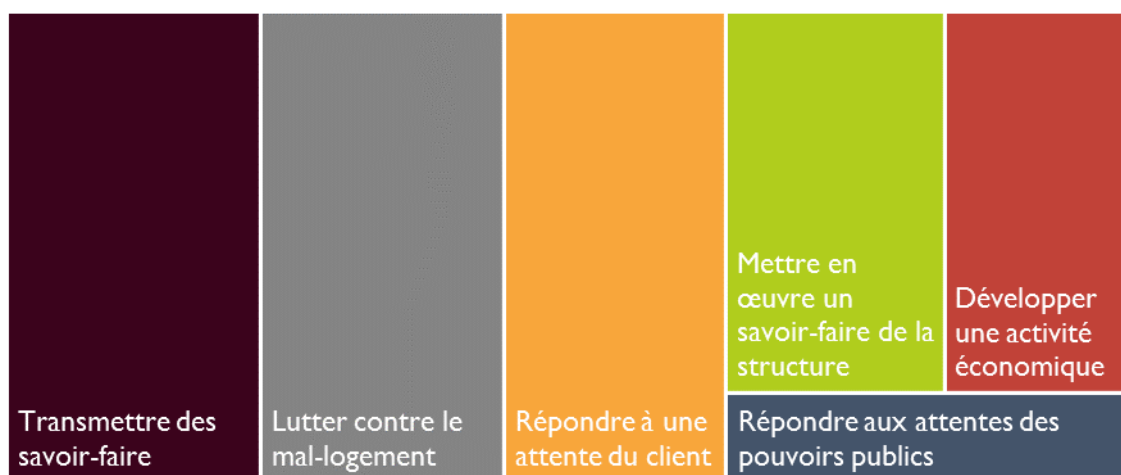 Transmettre des
savoir-faire
Lutter contre le
mal-logement
Répondre à une
attente du client
Mettre en
œuvre un
savoir-faire de la
structure
Développer
une activité
économique
Répondre aux attentes des
pouvoirs publics